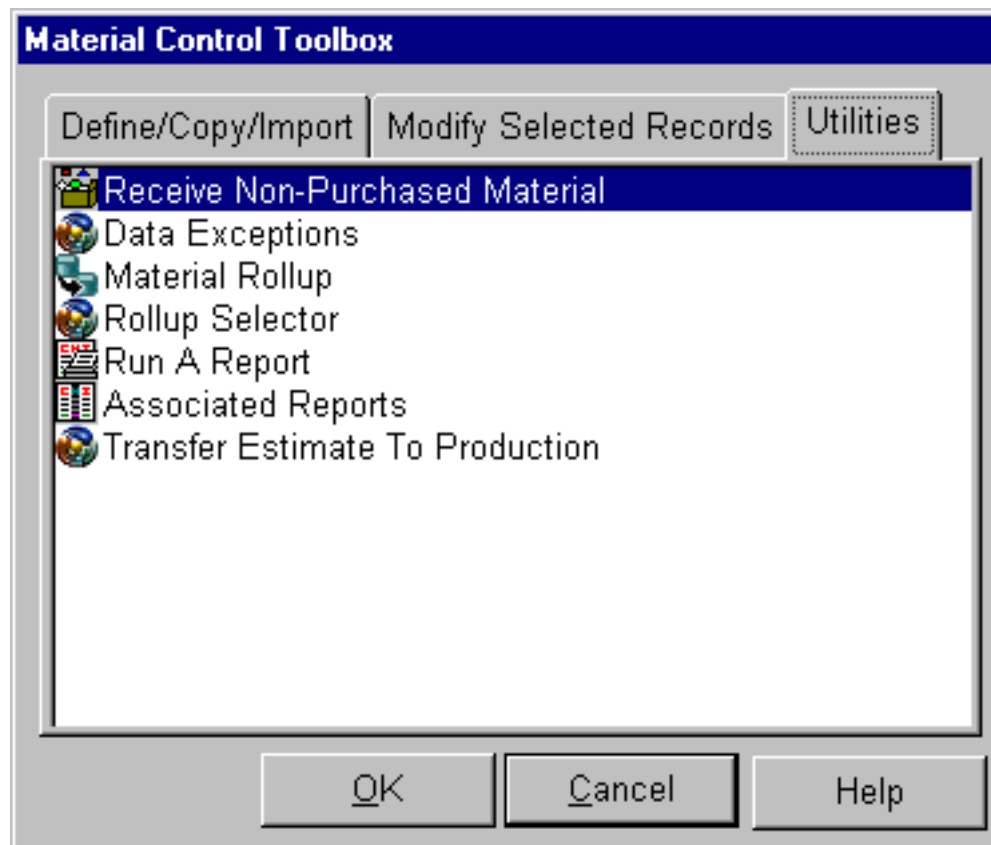 Material Control Toolbox
Define/Copy/Import Modify Selected Records Utilities
Receive Non-Purchased Material
Data Exceptions
Material Rollup
Rollup Selector
Run A Report
Associated Reports
Transfer Estimate To Production
OK Cancel Help